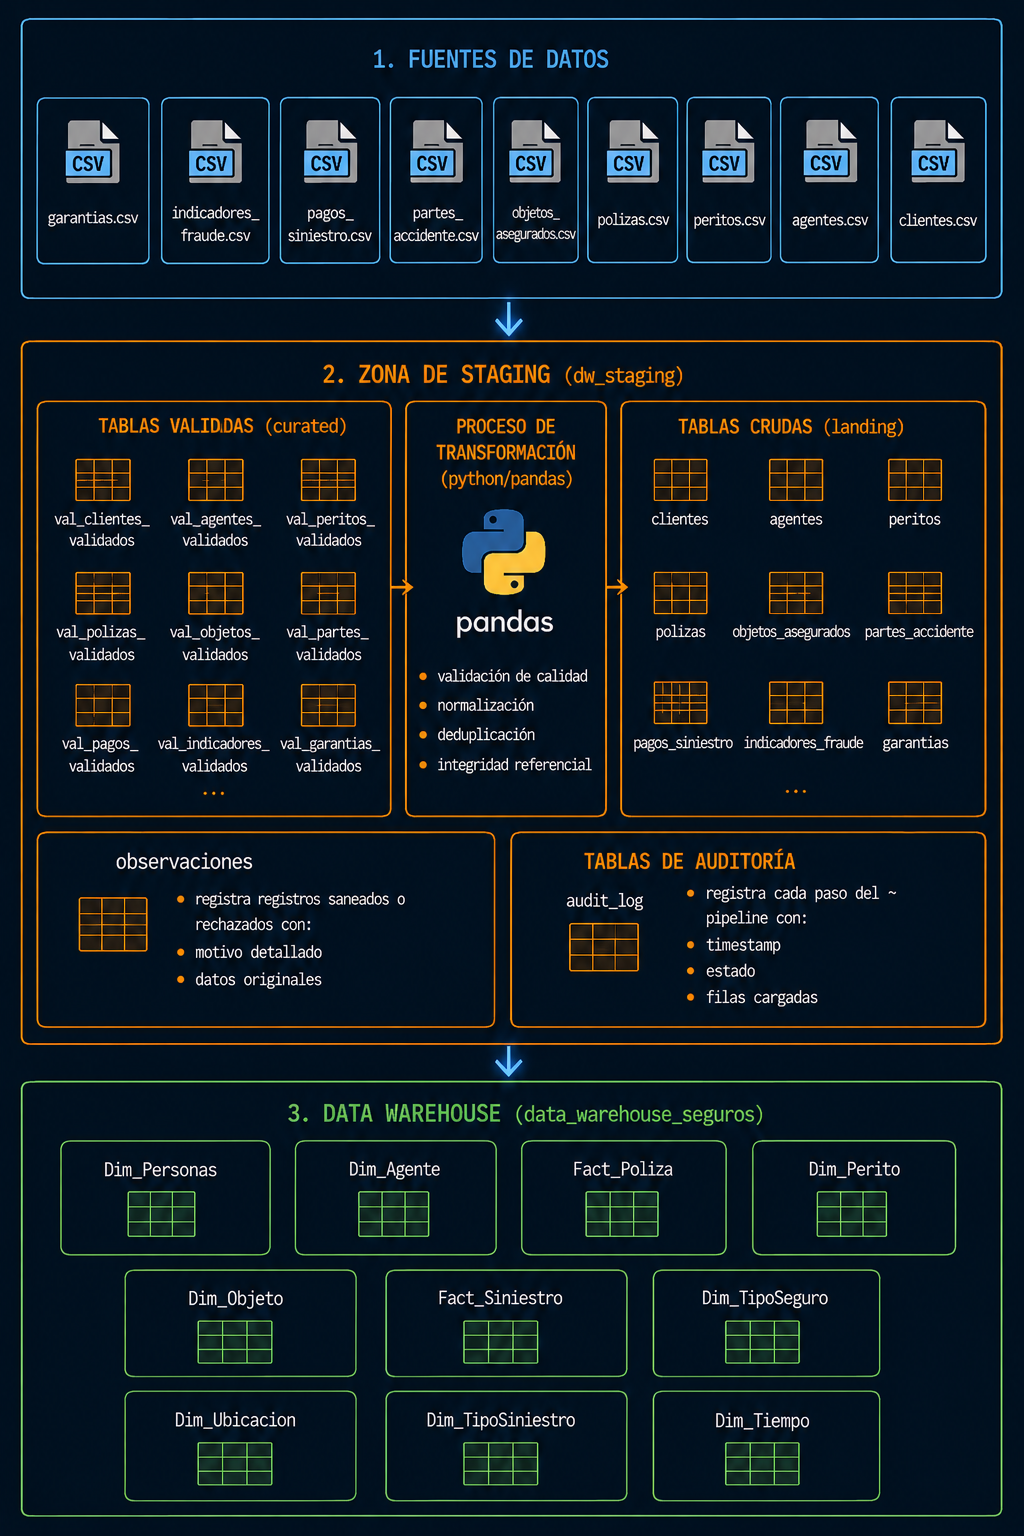 1. FUENTES DE DATOS
CSV
CSV
CSV
CSV
CSV
CSV
CSV
CSV
CSV
garantias.csv
indicadores_
fraude.csv
pagos_
siniestro.csv
partes_
accidente.csv
objetos_
asegurados.csv
polizas.csv
peritos.csv
agentes.csv
clientes.csv
2. ZONA DE STAGING (dw_staging)
TABLAS VALIDDAS (curated)
val_clientes_
validados
val_agentes_
validados
val_peritos_
validados
val_polizas_
validados
val_objetos_
validados
val_partes_
validados
val_pagos_
validados
val_indicadores_
validados
val_garantias_
validados
...
PROCESO DE
TRANSFORMACIÓN
(python/pandas)
pandas
• validación de calidad
• normalización
• deduplicación
• integridad referencial
TABLAS CRUDAS (landing)
clientes
agentes
peritos
polizas
objetos_asegurados
partes_accidente
pagos_siniestro
indicadores_fraude
garantias
...
observaciones
• registra registros saneados o
rechazados con:
• motivo detallado
• datos originales
TABLAS DE AUDITORÍA
audit_log
• registra cada paso del ~
pipeline con:
• timestamp
• estado
• filas cargadas
3. DATA WAREHOUSE (data_warehouse_seguros)
Dim_Personas
Dim_Agente
Fact_Poliza
Dim_Perito
Dim_Objeto
Fact_Siniestro
Dim_TipoSeguro
Dim_Ubicacion
Dim_TipoSiniestro
Dim_Tiempo